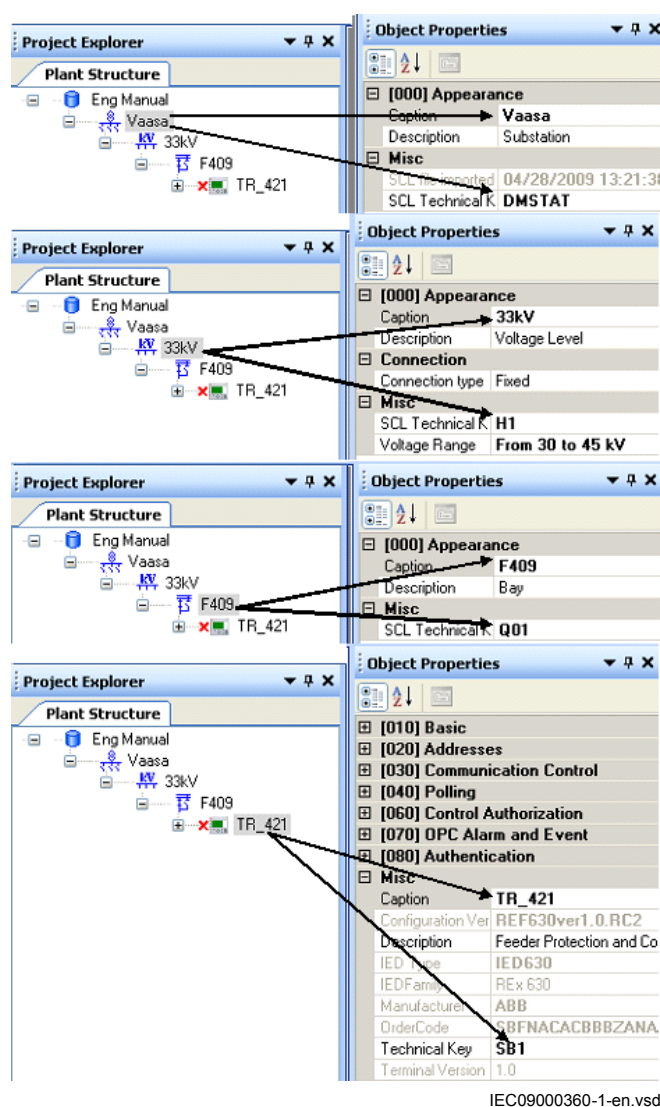 Project Explorer
Plant Structure
Eng Manual
Vaasa
33kV
F409
TR_421
Object Properties
[000] Appearance
Caption Vaasa
Description Substation
Misc
SCL file imported 04/28/2009 13:21:38
SCL Technical K DMSTAT
Project Explorer
Plant Structure
Eng Manual
Vaasa
33kV
F409
TR_421
Object Properties
[000] Appearance
Caption 33kV
Description Voltage Level
Connection
Connection type Fixed
Misc
SCL Technical K H1
Voltage Range From 30 to 45 kV
Project Explorer
Plant Structure
Eng Manual
Vaasa
33kV
F409
TR_421
Object Properties
[000] Appearance
Caption F409
Description Bay
Misc
SCL Technical K Q01
Project Explorer
Plant Structure
Eng Manual
Vaasa
33kV
F409
TR_421
Object Properties
[010] Basic
[020] Addresses
[030] Communication Control
[040] Polling
[060] Control Authorization
[070] OPC Alarm and Event
[080] Authentication
Misc
Caption TR_421
Configuration Ver REF630ver1.0.RC2
Description Feeder Protection and Co
IED Type IED630
IEDFamily REx 630
Manufacturer ABB
OrderCode SBFNACACBBBZANA
Technical Key SB1
Terminal Version 1.0
IEC09000360-1-en.vsd